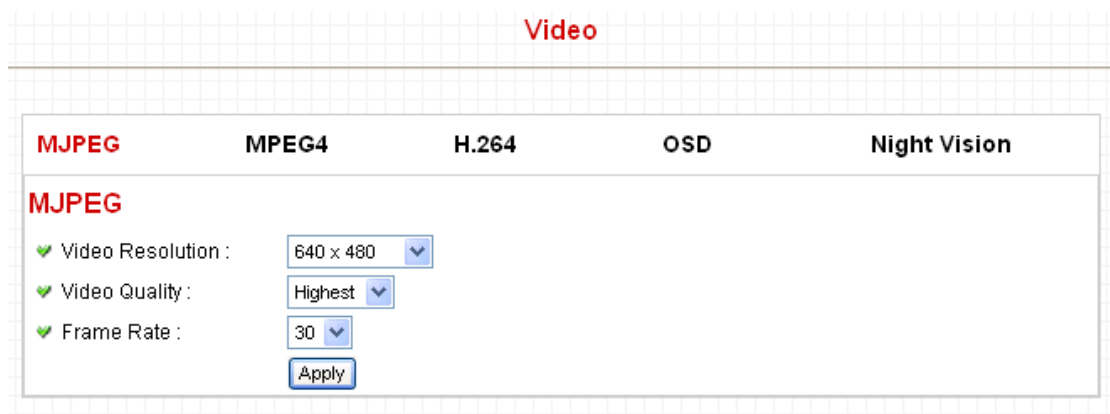 Video
MJPEG MPEG4 H.264 OSD Night Vision
MJPEG
Video Resolution : 640 x 480
Video Quality : Highest
Frame Rate : 30
Apply